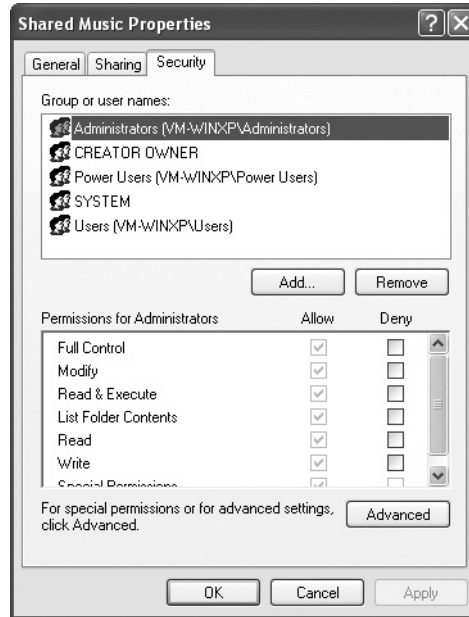 Shared Music Properties
General Sharing Security
Group or user names:
Administrators (VM-WINXP\Administrators)
CREATOR OWNER
Power Users (VM-WINXP\Power Users)
SYSTEM
Users (VM-WINXP\Users)
Add... Remove
Permissions for Administrators Allow Deny
Full Control
Modify
Read & Execute
List Folder Contents
Read
Write
Special Permissions
For special permissions or for advanced settings,
click Advanced.
Advanced
OK Cancel Apply